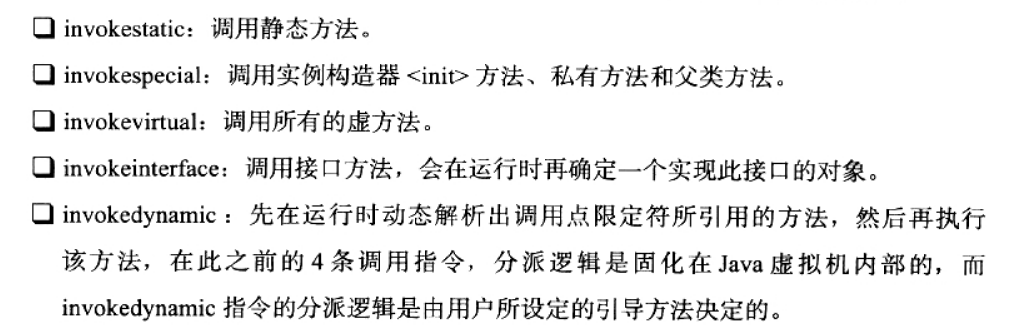 ❑ invokestatic：调用静态方法。
❑ invokespecial：调用实例构造器 <init> 方法、私有方法和父类方法。
❑ invokevirtual：调用所有的虚方法。
❑ invokeinterface：调用接口方法，会在运行时再确定一个实现此接口的对象。
❑ invokedynamic：先在运行时动态解析出调用点限定符所引用的方法，然后再执行
该方法，在此之前的 4 条调用指令，分派逻辑是固化在 Java 虚拟机内部的，而
invokedynamic 指令的分派逻辑是由用户所设定的引导方法决定的。